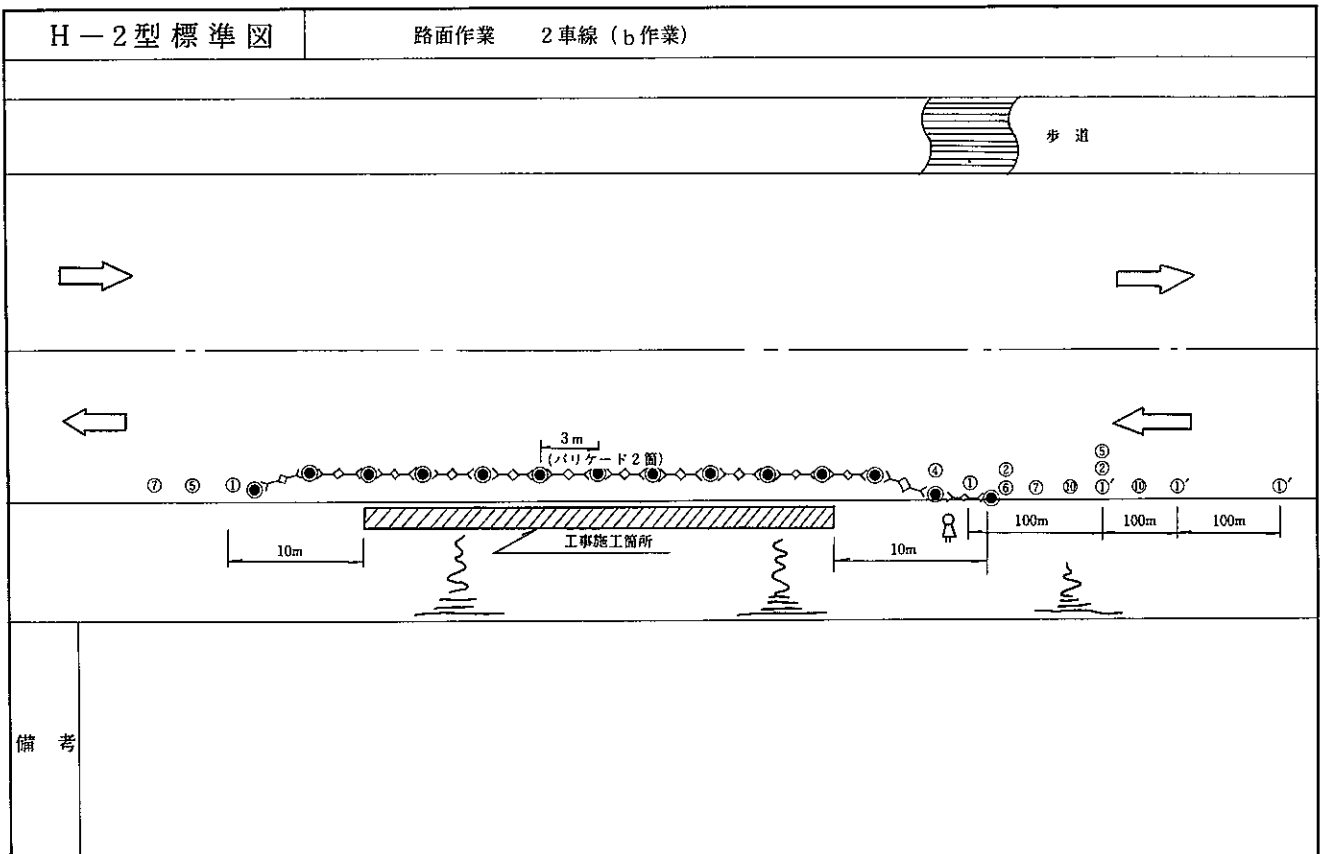 H－2型標準図
路面作業　2車線（b作業）
歩道
3m
(バリケード2箇)
⑤
④ ② ②
⑦ ⑤ ① ① ⑥ ⑦ ⑩ ①′ ⑩ ①′ ①′
100m 100m 100m
10m 工事施工箇所 10m
備考